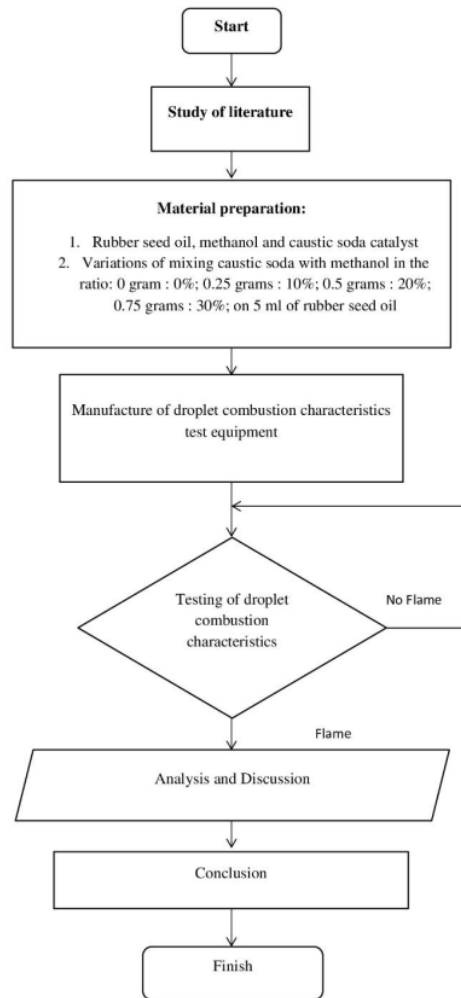 Start
Study of literature
Material preparation:
1. Rubber seed oil, methanol and caustic soda catalyst
2. Variations of mixing caustic soda with methanol in the
ratio: 0 gram : 0%; 0.25 grams : 10%; 0.5 grams : 20%;
0.75 grams : 30%; on 5 ml of rubber seed oil
Manufacture of droplet combustion characteristics
test equipment
Testing of droplet
combustion
characteristics
No Flame
Flame
Analysis and Discussion
Conclusion
Finish